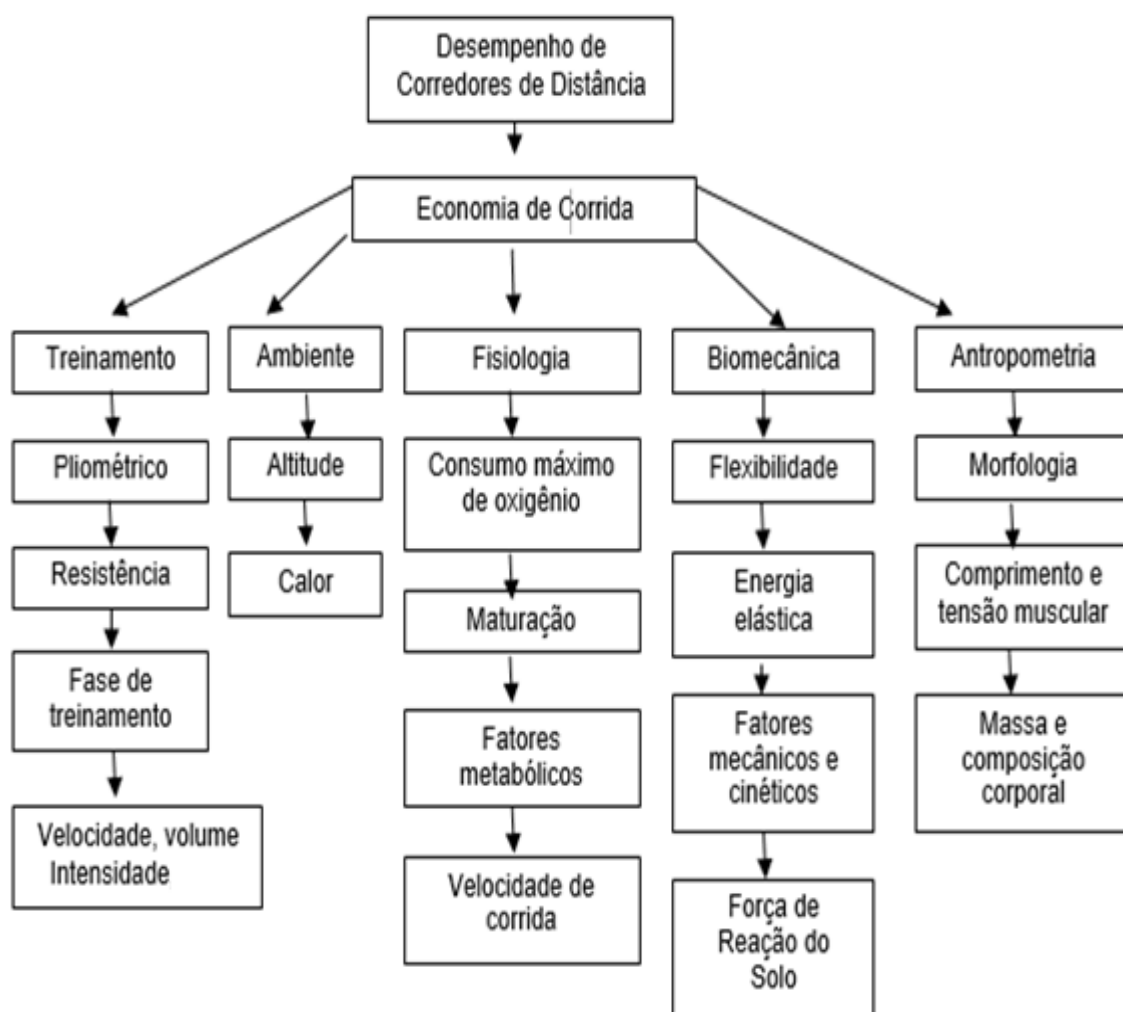 Desempenho de
Corredores de Distância
Economia de Corrida
Treinamento
Pliométrico
Resistência
Fase de
treinamento
Velocidade, volume
Intensidade
Ambiente
Altitude
Calor
Fisiologia
Consumo máximo
de oxigênio
Maturação
Fatores
metabólicos
Velocidade de
corrida
Biomecânica
Flexibilidade
Energia
elástica
Fatores
mecânicos e
cinéticos
Força de
Reação do
Solo
Antropometria
Morfologia
Comprimento e
tensão muscular
Massa e
composição
corporal